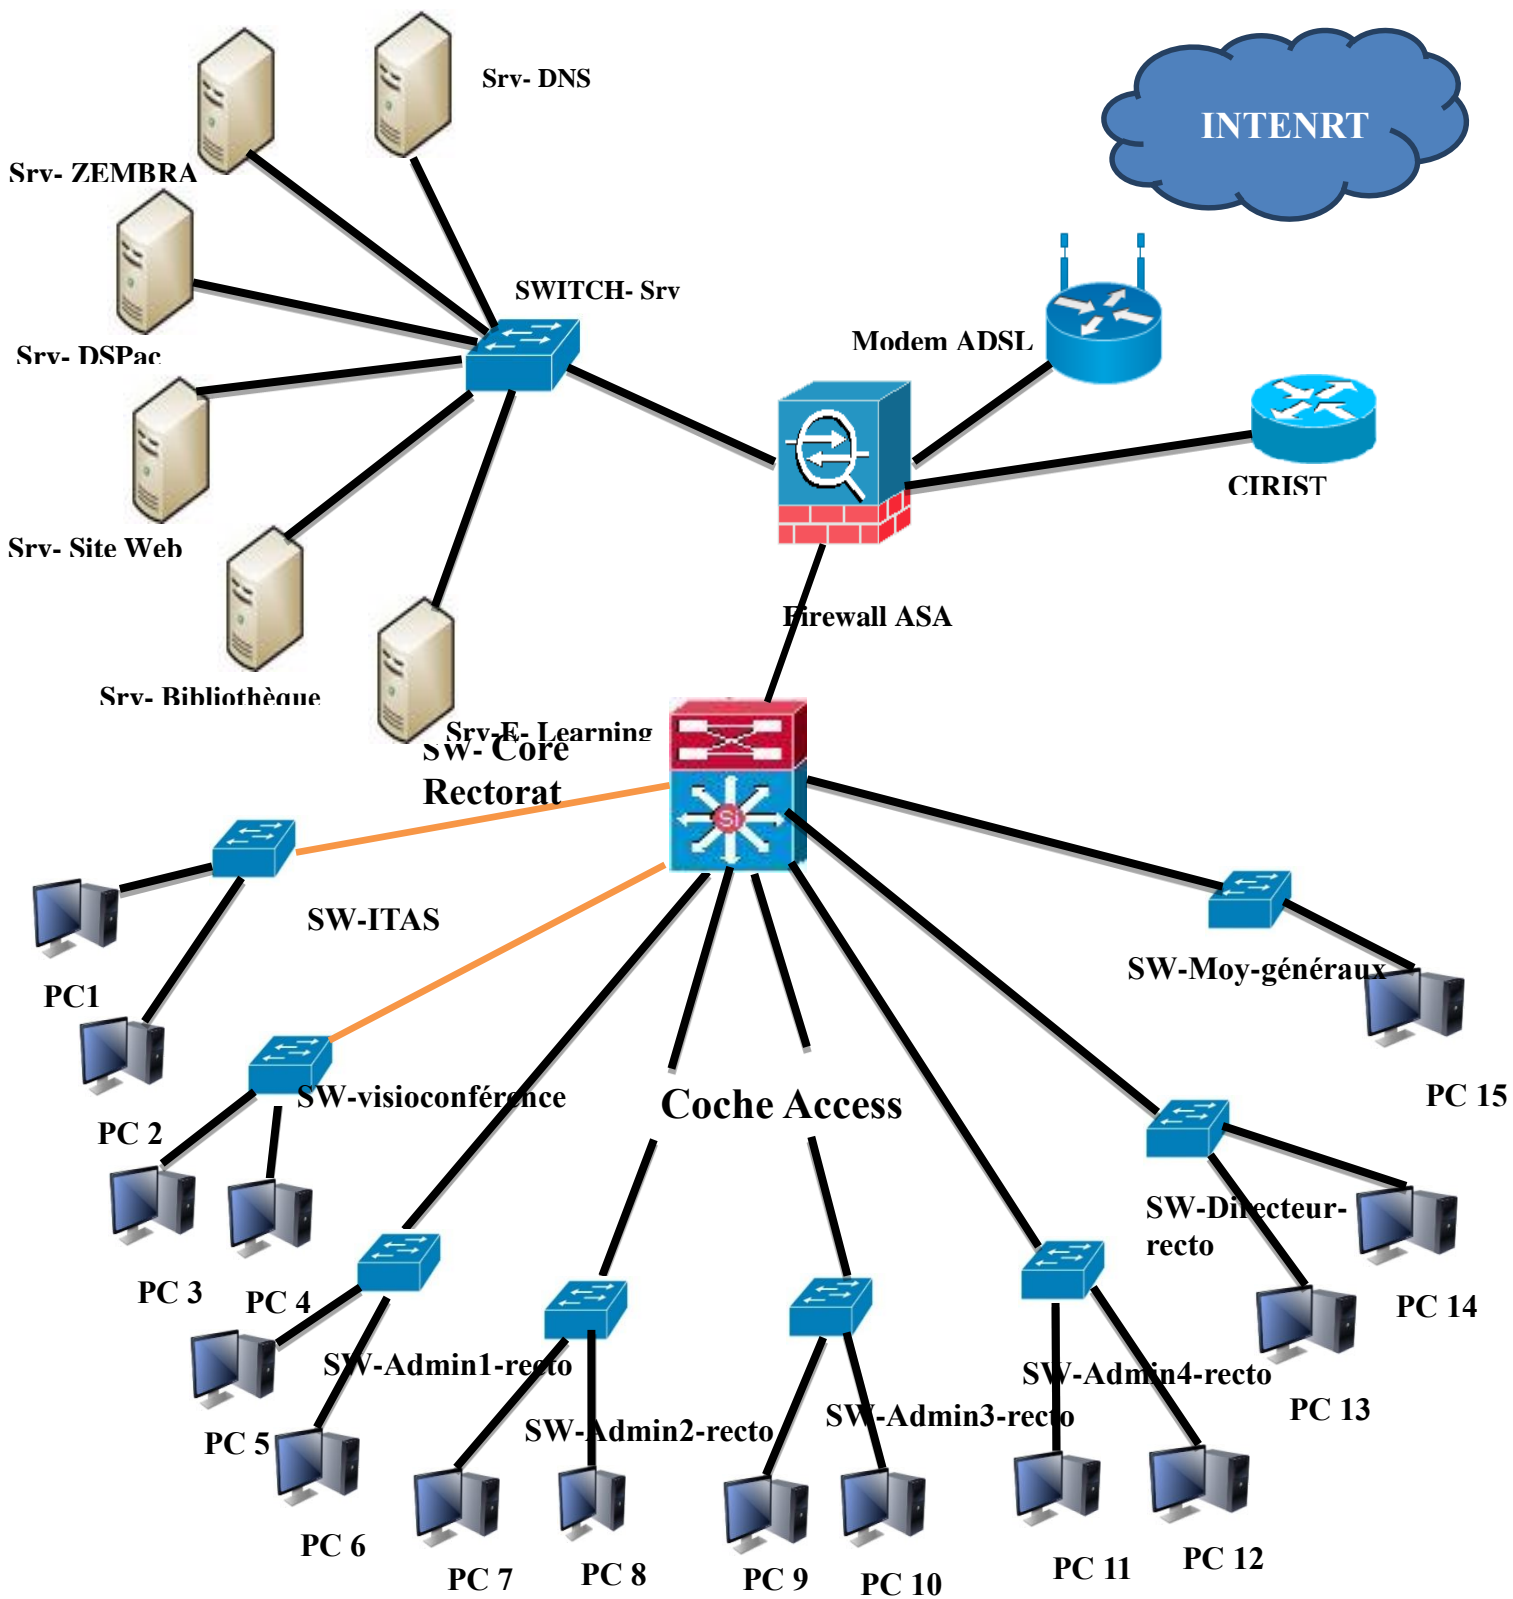 Srv- DNS
INTENRT
Srv- ZEMBRA
SWITCH- Srv
Modem ADSL
Srv- DSPac
CIRIST
Srv- Site Web
Firewall ASA
Srv- Bibliothèque
Srv-E- Learning
SW- Core
Rectorat
SW-ITAS
SW-Moy-généraux
PC1
PC 2
SW-visioconférence
Coche Access
PC 15
SW-Directeur-
recto
PC 3
PC 4
PC 14
SW-Admin1-recto
SW-Admin4-recto
PC 13
SW-Admin2-recto
SW-Admin3-recto
PC 5
PC 6
PC 7
PC 8
PC 9
PC 10
PC 11
PC 12
Si